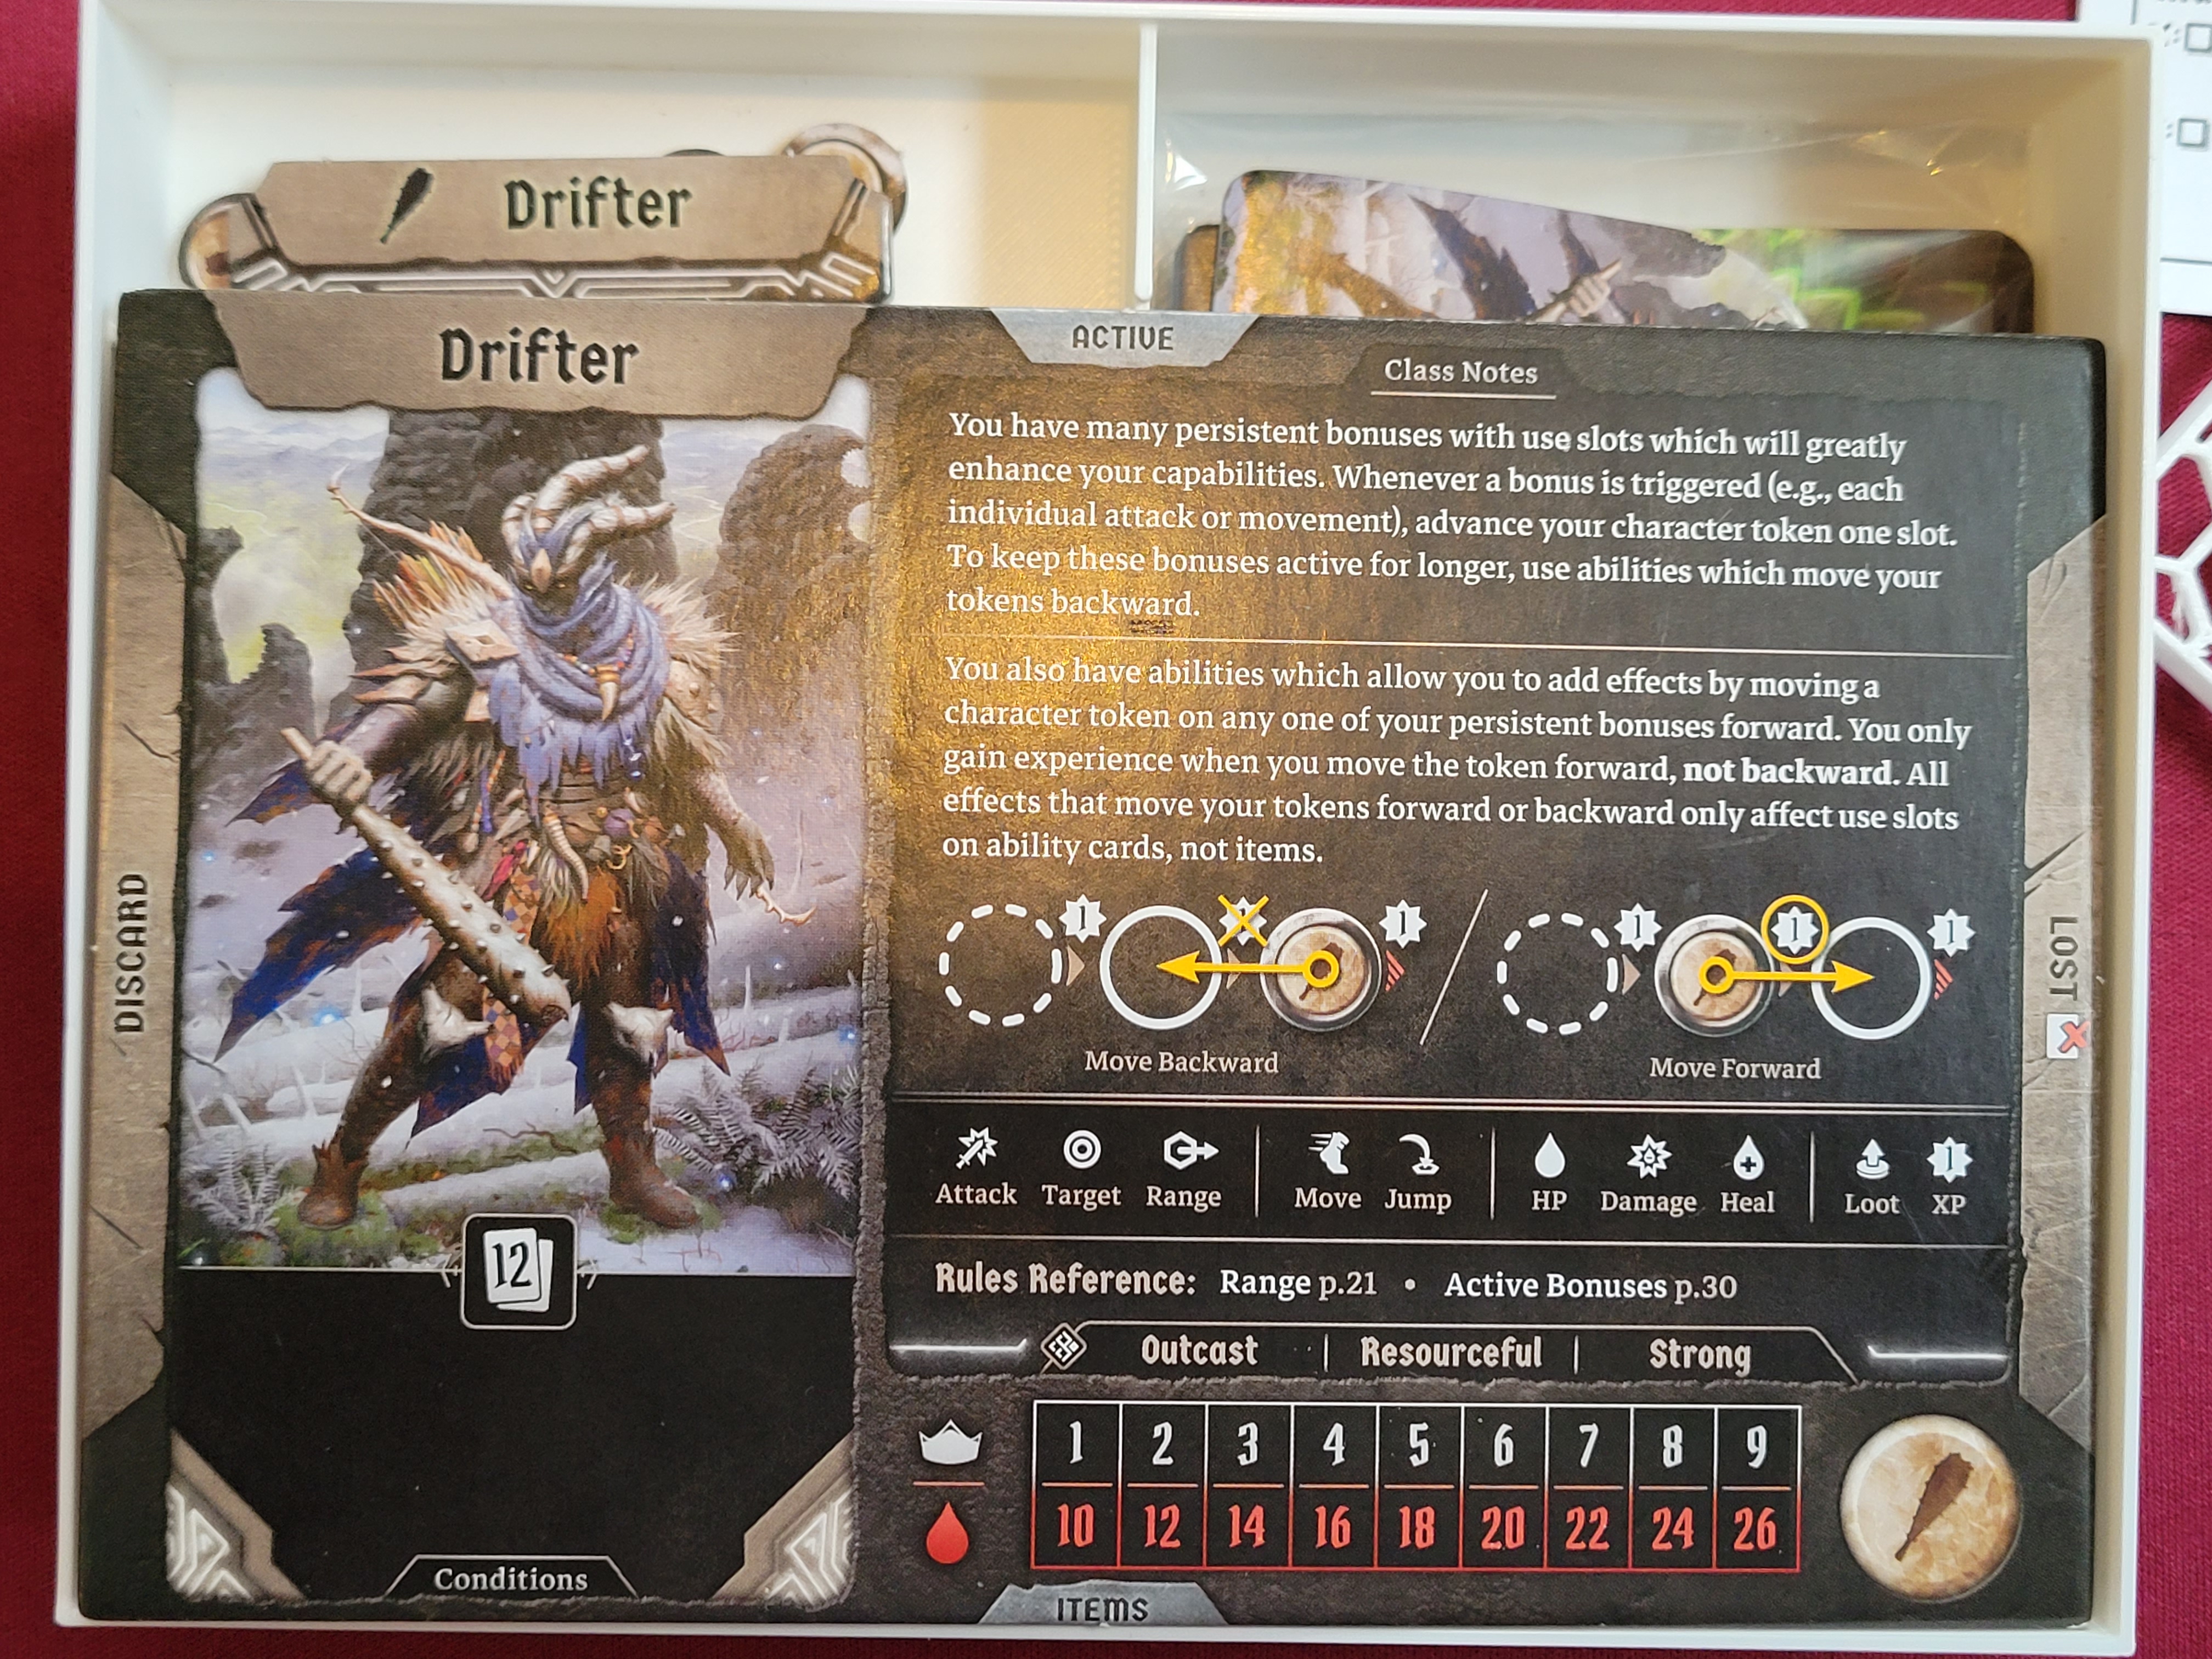 Drifter
Drifter
ACTIVE
Class Notes
You have many persistent bonuses with use slots which will greatly
enhance your capabilities. Whenever a bonus is triggered (e.g., each
individual attack or movement), advance your character token one slot.
To keep these bonuses active for longer, use abilities which move your
tokens backward.
You also have abilities which allow you to add effects by moving a
character token on any one of your persistent bonuses forward. You only
gain experience when you move the token forward, not backward. All
effects that move your tokens forward or backward only affect use slots
on ability cards, not items.
1 1 1 1 1 1
Move Backward Move Forward
Attack Target Range Move Jump HP Damage Heal Loot XP
1
Rules Reference: Range p.21 • Active Bonuses p.30
Outcast | Resourceful | Strong
1 2 3 4 5 6 7 8 9
10 12 14 16 18 20 22 24 26
ITEMS
12
Conditions
DISCARD
LOST